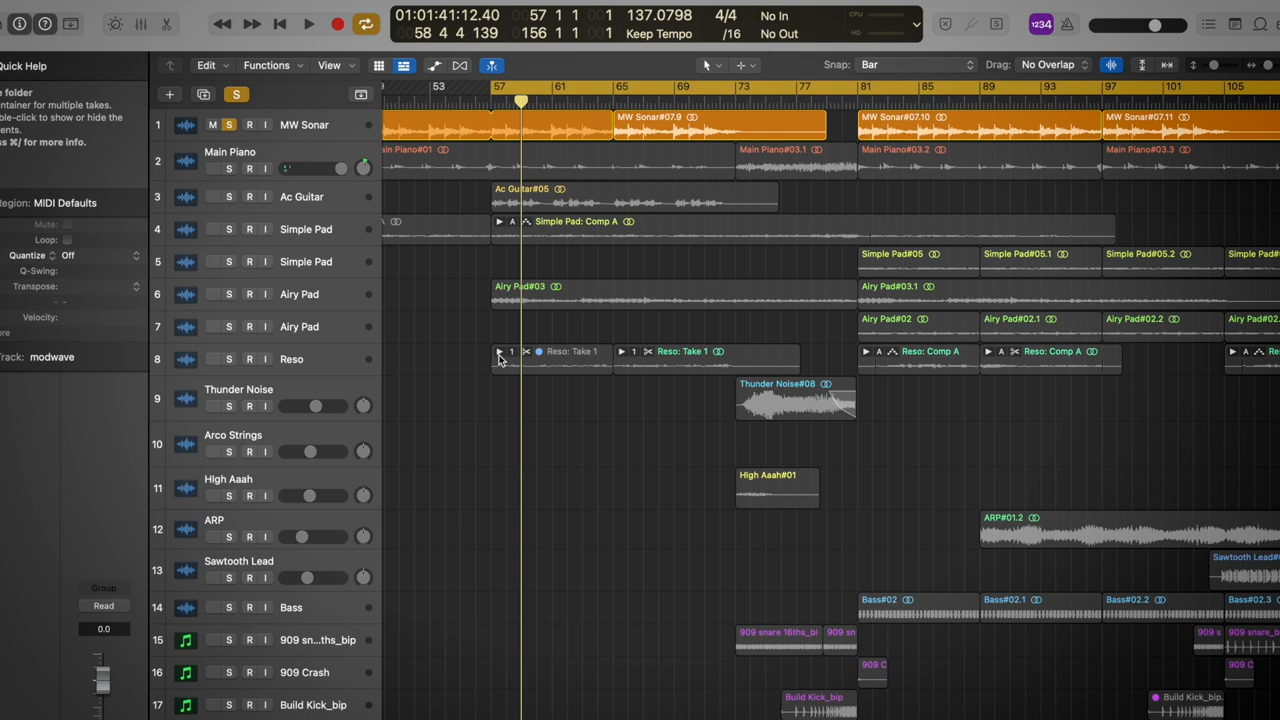 01:01:41:12.40 57 1 1 1 137.0798 4/4 No In CPU
58 4 4 139 156 1 1 1 Keep Tempo /16 No Out HD
1234
Quick Help
Edit Functions View Snap: Bar Drag: No Overlap
e folder
ontainer for multiple takes.
ble-click to show or hide the
ents.
ss ⌘/ for more info.
S
53 57 61 65 69 73 77 81 85 89 93 97 101 105
1 M S R I MW Sonar
MW Sonar#07.9 MW Sonar#07.10 MW Sonar#07.11
2 Main Piano
S R I
ain Piano#01 Main Piano#03.1 Main Piano#03.2 Main Piano#03.3
3 S R I Ac Guitar
Ac Guitar#05
Region: MIDI Defaults
4 S R I Simple Pad
A Simple Pad: Comp A
Mute:
Loop:
Quantize Off
Q-Swing:
Transpose:
Velocity:
ore
Track: modwave
5 S R I Simple Pad
Simple Pad#05 Simple Pad#05.1 Simple Pad#05.2 Simple Pad#0
6 S R I Airy Pad
Airy Pad#03 Airy Pad#03.1
7 S R I Airy Pad
Airy Pad#02 Airy Pad#02.1 Airy Pad#02.2 Airy Pad#02.
8 S R I Reso
1 Reso: Take 1 1 Reso: Take 1 A Reso: Comp A A Reso: Comp A A Res
9 Thunder Noise
S R I
Thunder Noise#08
10 Arco Strings
S R I
11 HIgh Aaah
S R I
HIgh Aaah#01
12 ARP
S R I
ARP#01.2
13 Sawtooth Lead
S R I
Sawtooth Lead#
14 S R I Bass
Bass#02 Bass#02.1 Bass#02.2 Bass#02.3
Group
Read
0.0
15 S R I 909 sn...ths_bip
909 snare 16ths_bi 909 sn 909 s 909 snare_b
16 S R I 909 Crash
909 C 909 C
17 S R I Build Kick_bip
Build Kick_bip Build Kick_bip.